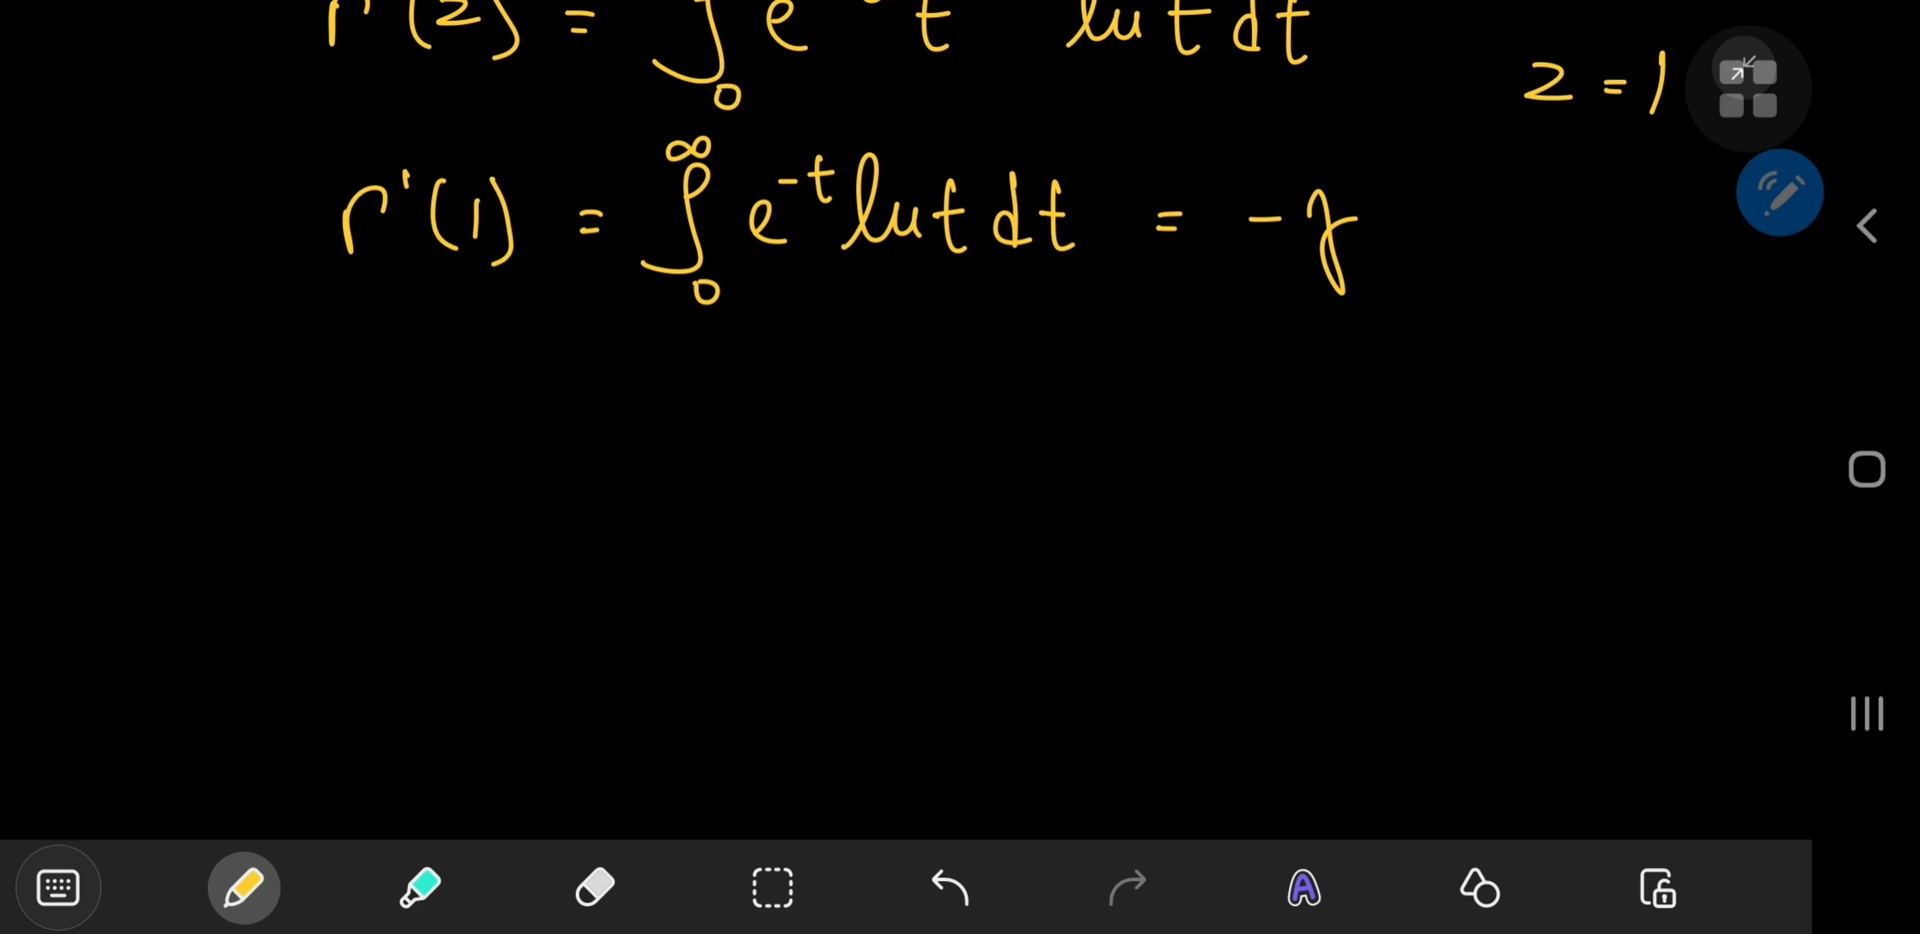 Γ'(z) = ∫₀ e t ln t dt
z = 1
Γ'(1) = ∫₀^∞ e^{-t} ln t dt = -γ